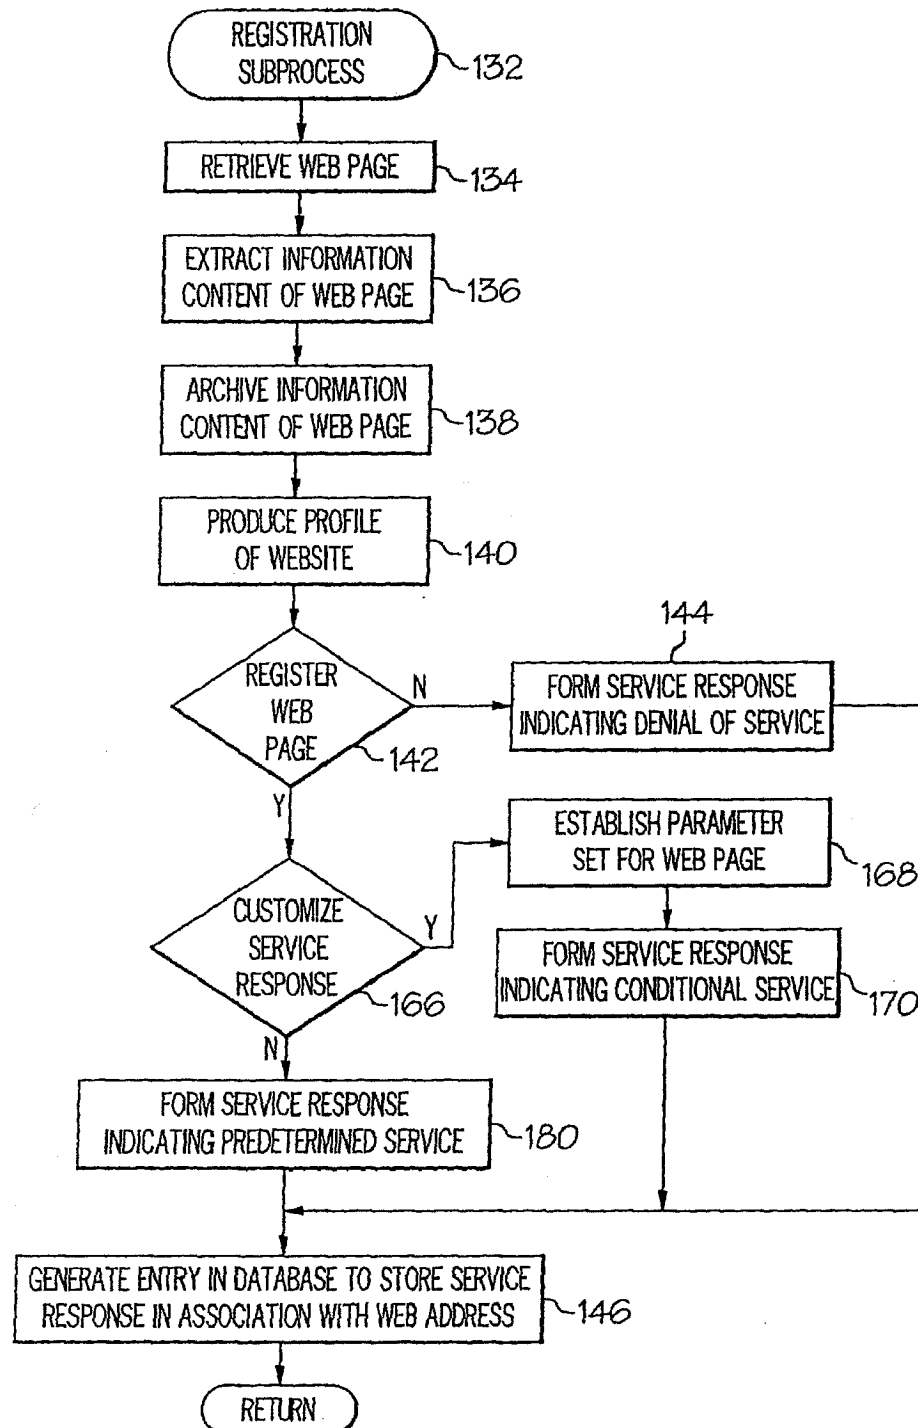 REGISTRATION
SUBPROCESS
132
RETRIEVE WEB PAGE
134
EXTRACT INFORMATION
CONTENT OF WEB PAGE
136
ARCHIVE INFORMATION
CONTENT OF WEB PAGE
138
PRODUCE PROFILE
OF WEBSITE
140
REGISTER
WEB
PAGE
142
N
144
FORM SERVICE RESPONSE
INDICATING DENIAL OF SERVICE
Y
CUSTOMIZE
SERVICE
RESPONSE
166
Y
ESTABLISH PARAMETER
SET FOR WEB PAGE
168
FORM SERVICE RESPONSE
INDICATING CONDITIONAL SERVICE
170
N
FORM SERVICE RESPONSE
INDICATING PREDETERMINED SERVICE
180
GENERATE ENTRY IN DATABASE TO STORE SERVICE
RESPONSE IN ASSOCIATION WITH WEB ADDRESS
146
RETURN